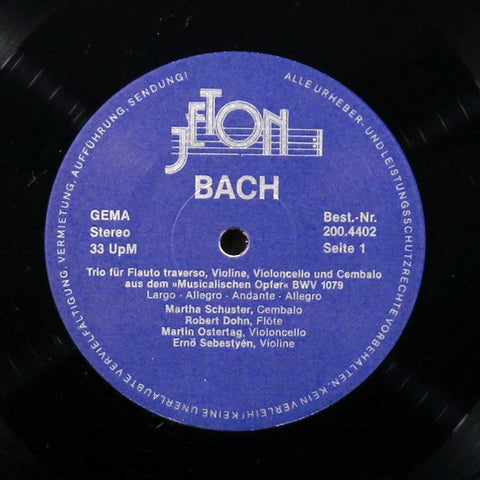 ALLE URHEBER- UND LEISTUNGSSCHUTZRECHTE VORBEHALTEN. KEIN VERLEIH! KEINE UNERLAUBTE VERVIELFÄLTIGUNG, VERMIETUNG, AUFFÜHRUNG, SENDUNG!
JETON
BACH
GEMA
Stereo
33 UpM
Best.-Nr.
200.4402
Seite 1
Trio für Flauto traverso, Violine, Violoncello und Cembalo
aus dem »Musicalischen Opfer« BWV 1079
Largo - Allegro - Andante - Allegro
Martha Schuster, Cembalo
Robert Dohn, Flöte
Martin Ostertag, Violoncello
Ernö Sebestyén, Violine